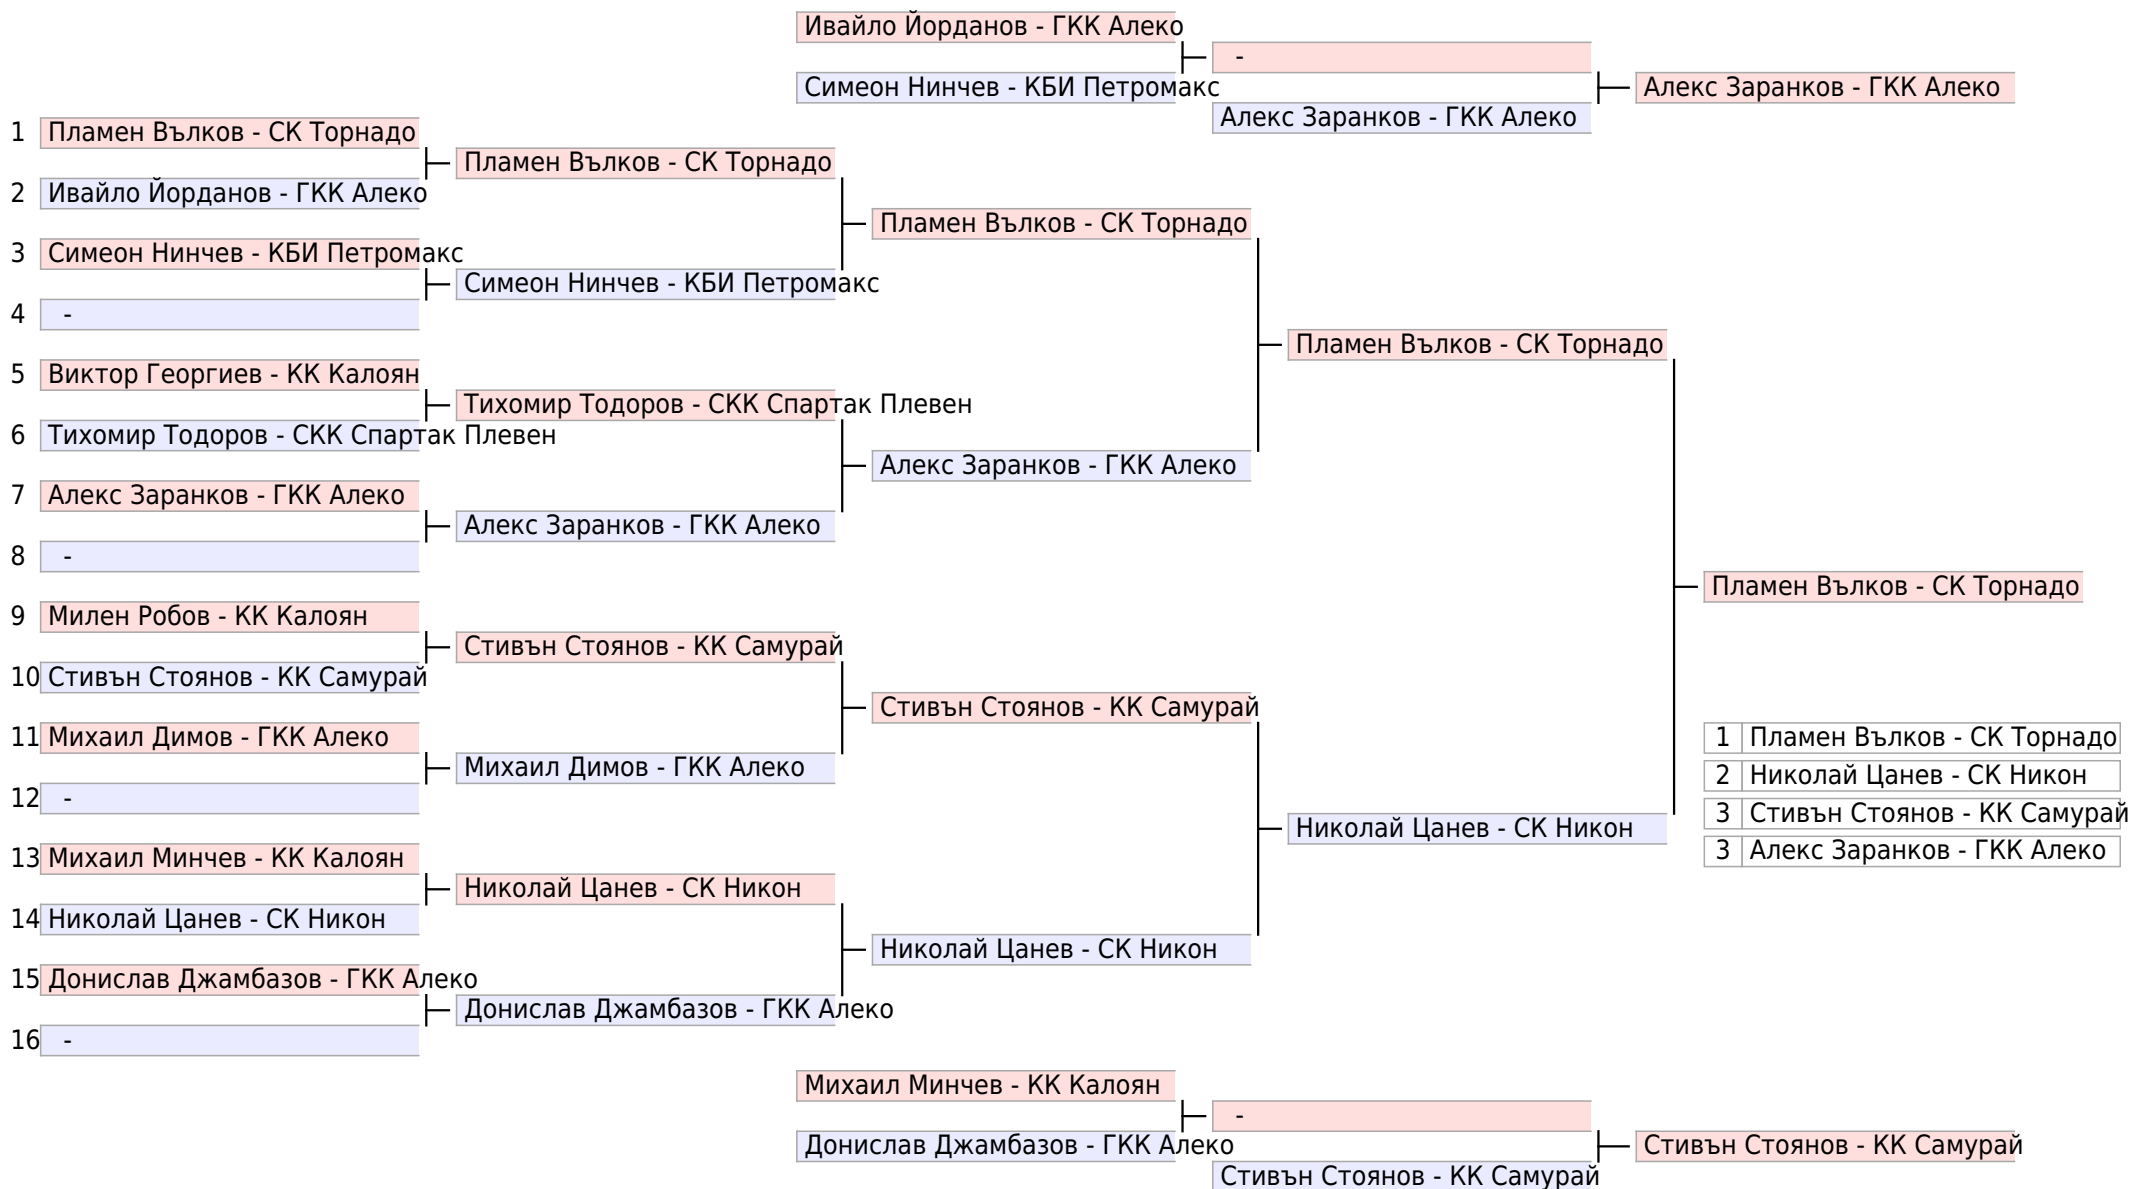 Ивайло Йорданов - ГКК Алеко
-
Симеон Нинчев - КБИ Петромакс
Алекс Заранков - ГКК Алеко
Алекс Заранков - ГКК Алеко
1 Пламен Вълков - СК Торнадо
Пламен Вълков - СК Торнадо
2 Ивайло Йорданов - ГКК Алеко
Пламен Вълков - СК Торнадо
3 Симеон Нинчев - КБИ Петромакс
Симеон Нинчев - КБИ Петромакс
4 -
Пламен Вълков - СК Торнадо
5 Виктор Георгиев - КК Калоян
Тихомир Тодоров - СКК Спартак Плевен
6 Тихомир Тодоров - СКК Спартак Плевен
Алекс Заранков - ГКК Алеко
7 Алекс Заранков - ГКК Алеко
Алекс Заранков - ГКК Алеко
8 -
Пламен Вълков - СК Торнадо
9 Милен Робов - КК Калоян
Стивън Стоянов - КК Самурай
10 Стивън Стоянов - КК Самурай
Стивън Стоянов - КК Самурай
11 Михаил Димов - ГКК Алеко
1 Пламен Вълков - СК Торнадо
Михаил Димов - ГКК Алеко
2 Николай Цанев - СК Никон
12 -
3 Стивън Стоянов - КК Самурай
Николай Цанев - СК Никон
3 Алекс Заранков - ГКК Алеко
13 Михаил Минчев - КК Калоян
Николай Цанев - СК Никон
14 Николай Цанев - СК Никон
Николай Цанев - СК Никон
15 Донислав Джамбазов - ГКК Алеко
Донислав Джамбазов - ГКК Алеко
16 -
Михаил Минчев - КК Калоян
-
Донислав Джамбазов - ГКК Алеко
Стивън Стоянов - КК Самурай
Стивън Стоянов - КК Самурай